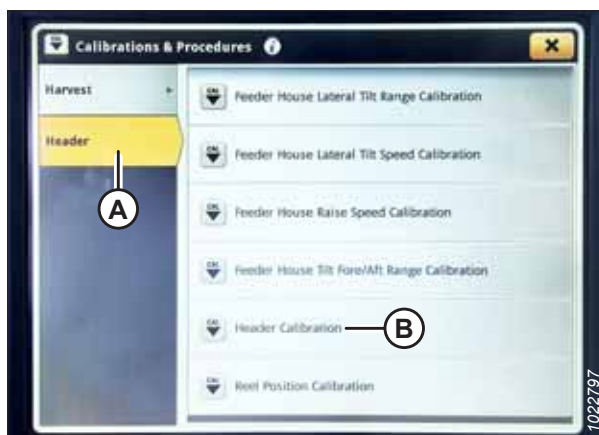 Calibrations & Procedures
Harvest
Header
Feeder House Lateral Tilt Range Calibration
Feeder House Lateral Tilt Speed Calibration
Feeder House Raise Speed Calibration
Feeder House Tilt Fore/Aft Range Calibration
Header Calibration
Reel Position Calibration
A
B
1022797